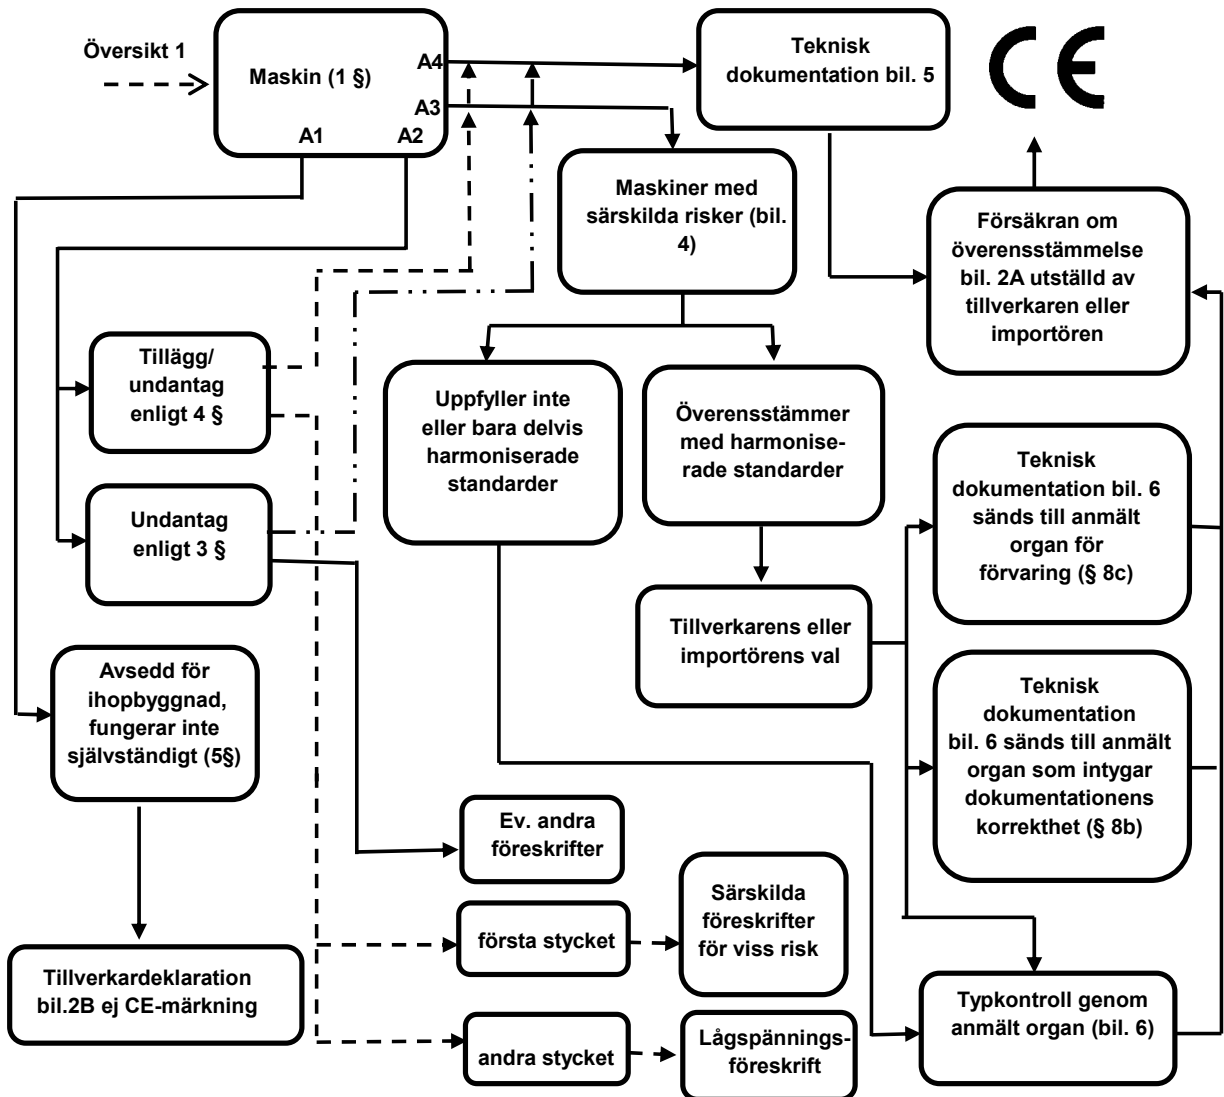 Översikt 1
Maskin (1 §)
A4
A3
A1
A2
Teknisk
dokumentation bil. 5
CE
Maskiner med
särskilda risker (bil.
4)
Försäkran om
överensstämmelse
bil. 2A utställd av
tillverkaren eller
importören
Tillägg/
undantag
enligt 4 §
Uppfyller inte
eller bara delvis
harmoniserade
standarder
Överensstämmer
med harmonise-
rade standarder
Teknisk
dokumentation bil. 6
sänds till anmält
organ för
förvaring (§ 8c)
Undantag
enligt 3 §
Tillverkarens eller
importörens val
Avsedd för
ihopbyggnad,
fungerar inte
självständigt (5§)
Teknisk
dokumentation
bil. 6 sänds till anmält
organ som intygar
dokumentationens
korrekthet (§ 8b)
Ev. andra
föreskrifter
första stycket
Särskilda
föreskrifter
för viss risk
Tillverkardeklaration
bil.2B ej CE-märkning
Typkontroll genom
anmält organ (bil. 6)
andra stycket
Lågspännings-
föreskrift